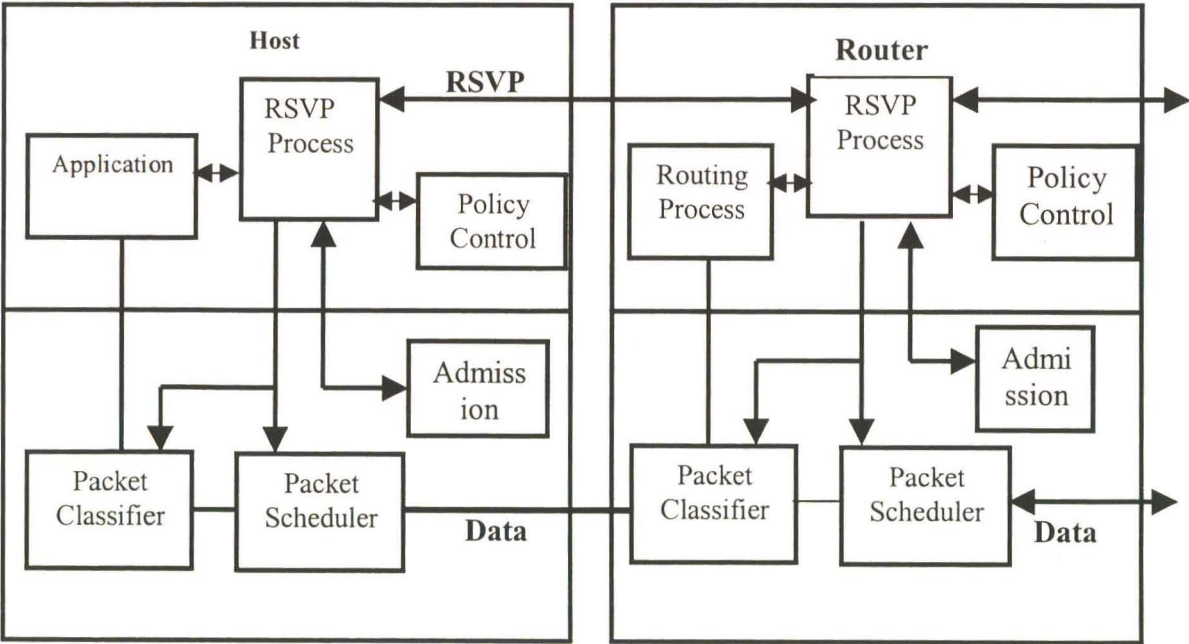 Host
RSVP
Process
Application
Policy
Control
Admiss
ion
Packet
Classifier
Packet
Scheduler
RSVP
Data
Router
RSVP
Process
Routing
Process
Policy
Control
Admi
ssion
Packet
Classifier
Packet
Scheduler
Data